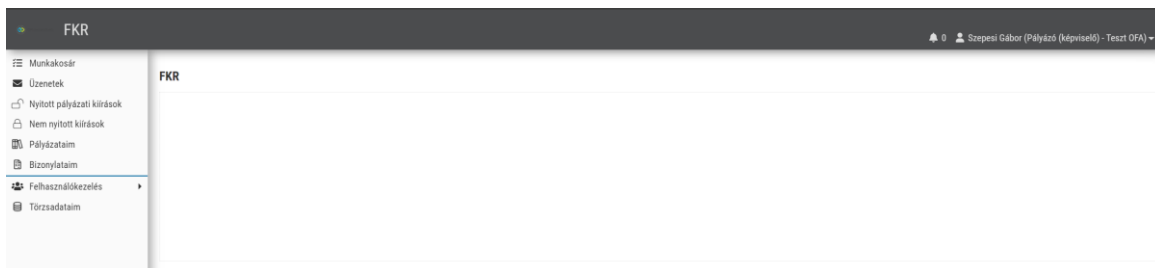 FKR
0 Szepesi Gábor (Pályázó (képviselő) - Teszt OFA)
Munkakosár
Üzenetek
Nyitott pályázati kiírások
Nem nyitott kiírások
Pályázataim
Bizonylataim
Felhasználókezelés
Törzsadataim
FKR